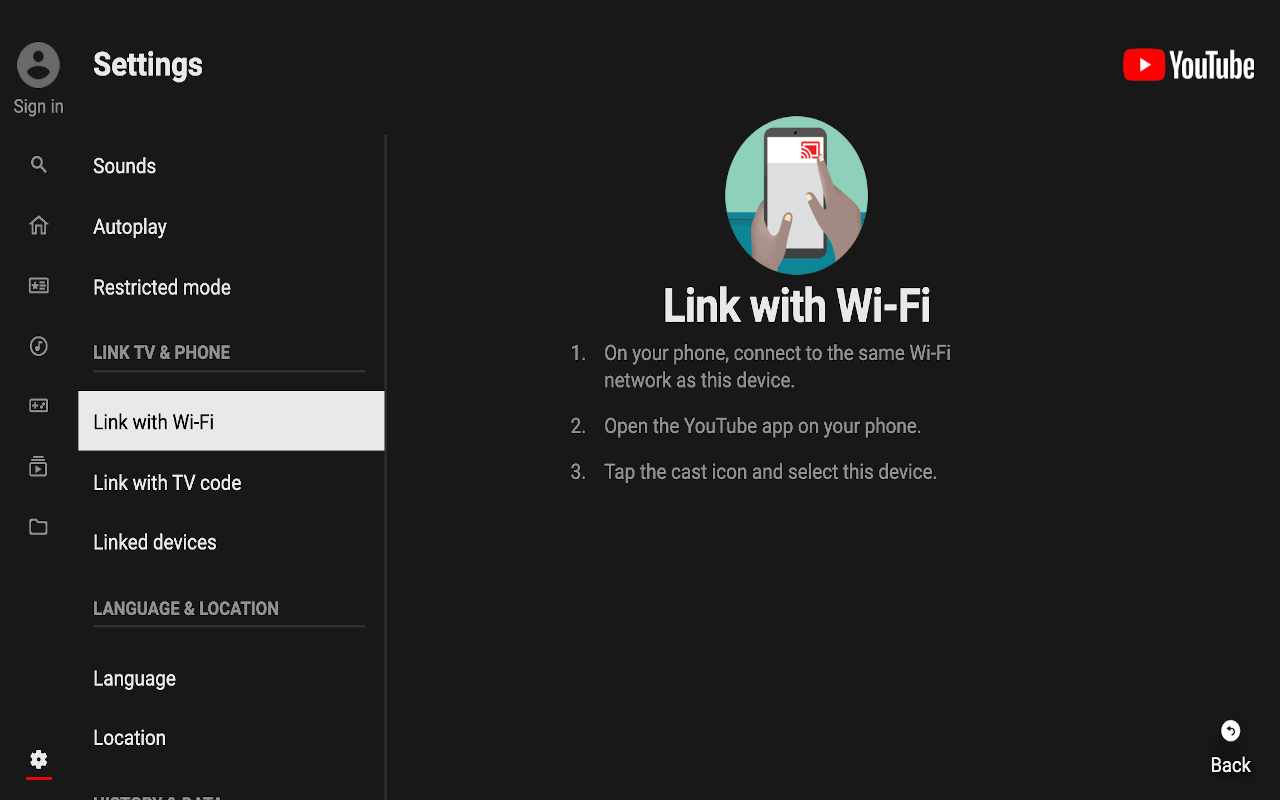 Settings
YouTube
Sign in
Sounds
Autoplay
Restricted mode
LINK TV & PHONE
Link with Wi-Fi
Link with TV code
Linked devices
LANGUAGE & LOCATION
Language
Location
HISTORY & DATA
Link with Wi-Fi
1. On your phone, connect to the same Wi-Fi
network as this device.
2. Open the YouTube app on your phone.
3. Tap the cast icon and select this device.
Back